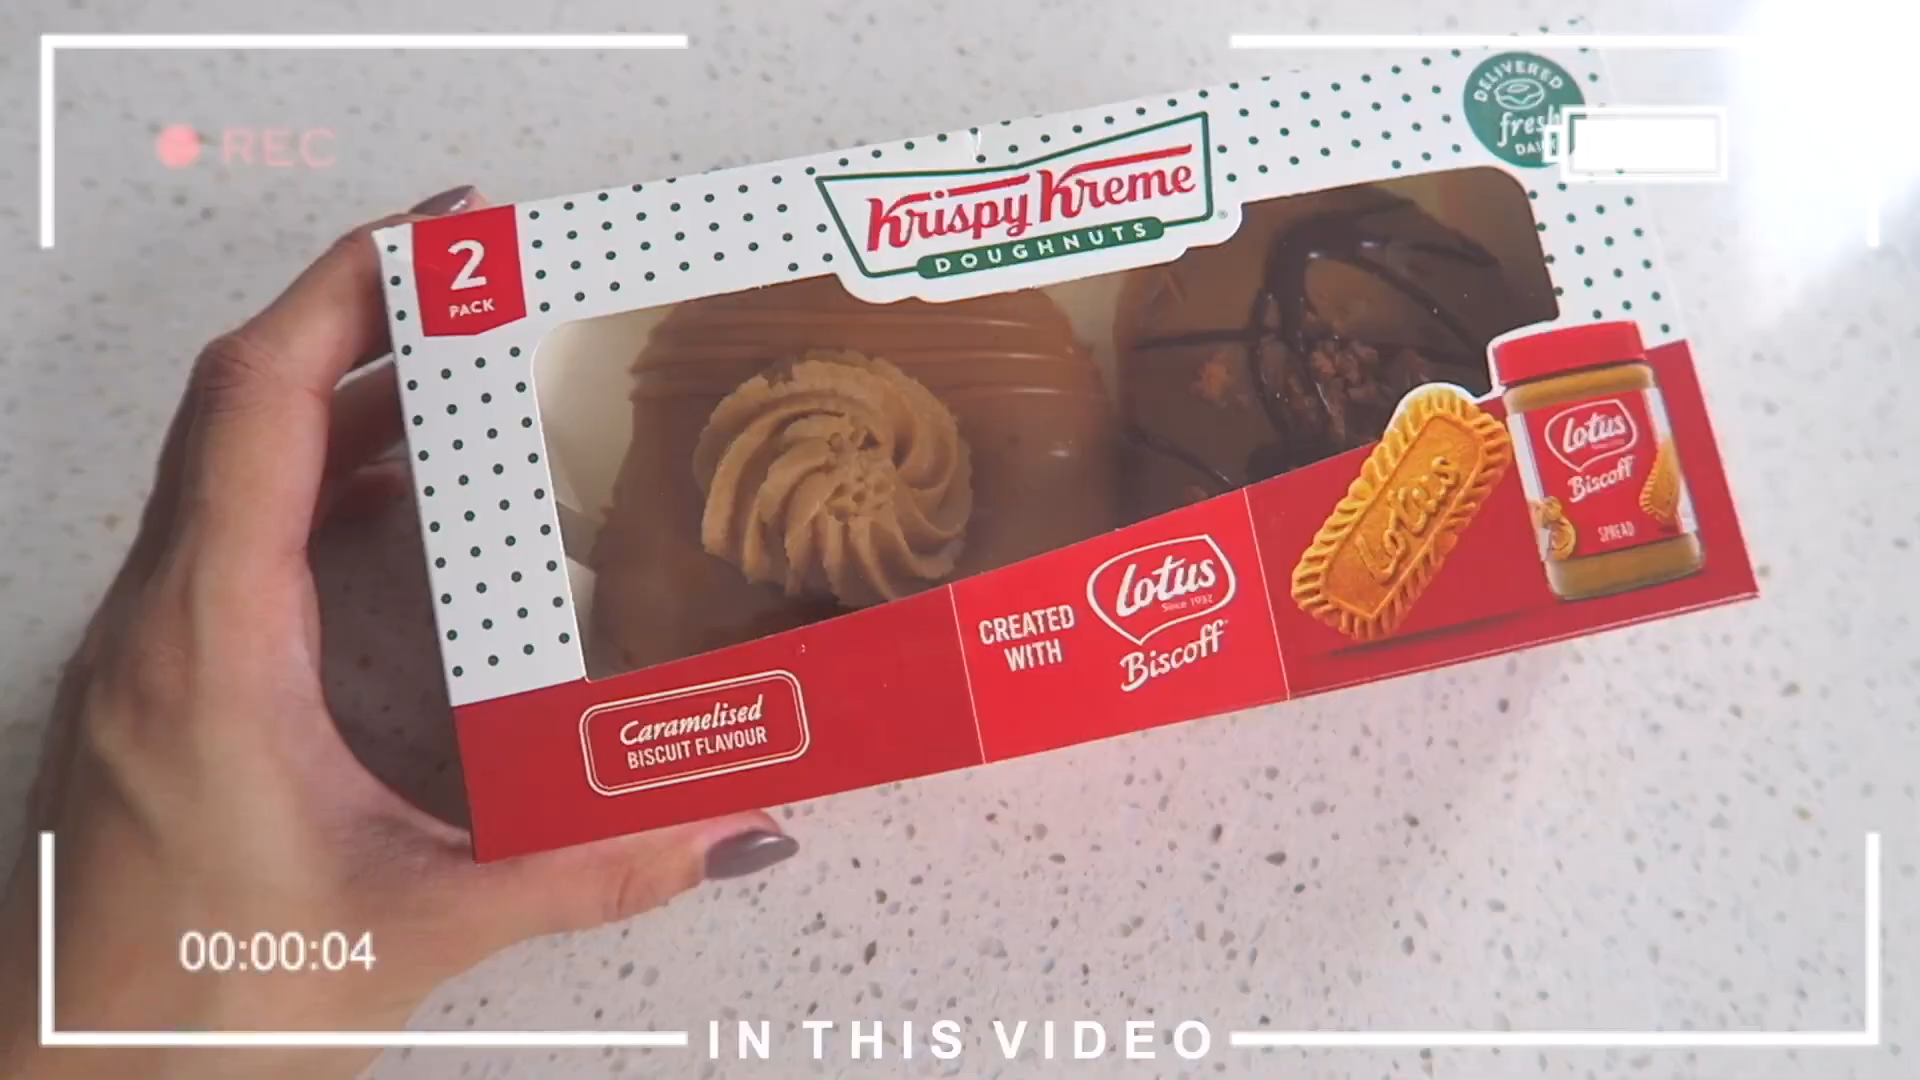 REC
DELIVERED
fresh
2
PACK
Krispy Kreme
DOUGHNUTS
®
Lotus
Biscoff
SPREAD
Lotus
CREATED
WITH
Lotus
Since 1932
Biscoff
Caramelised
BISCUIT FLAVOUR
00:00:04
IN THIS VIDEO